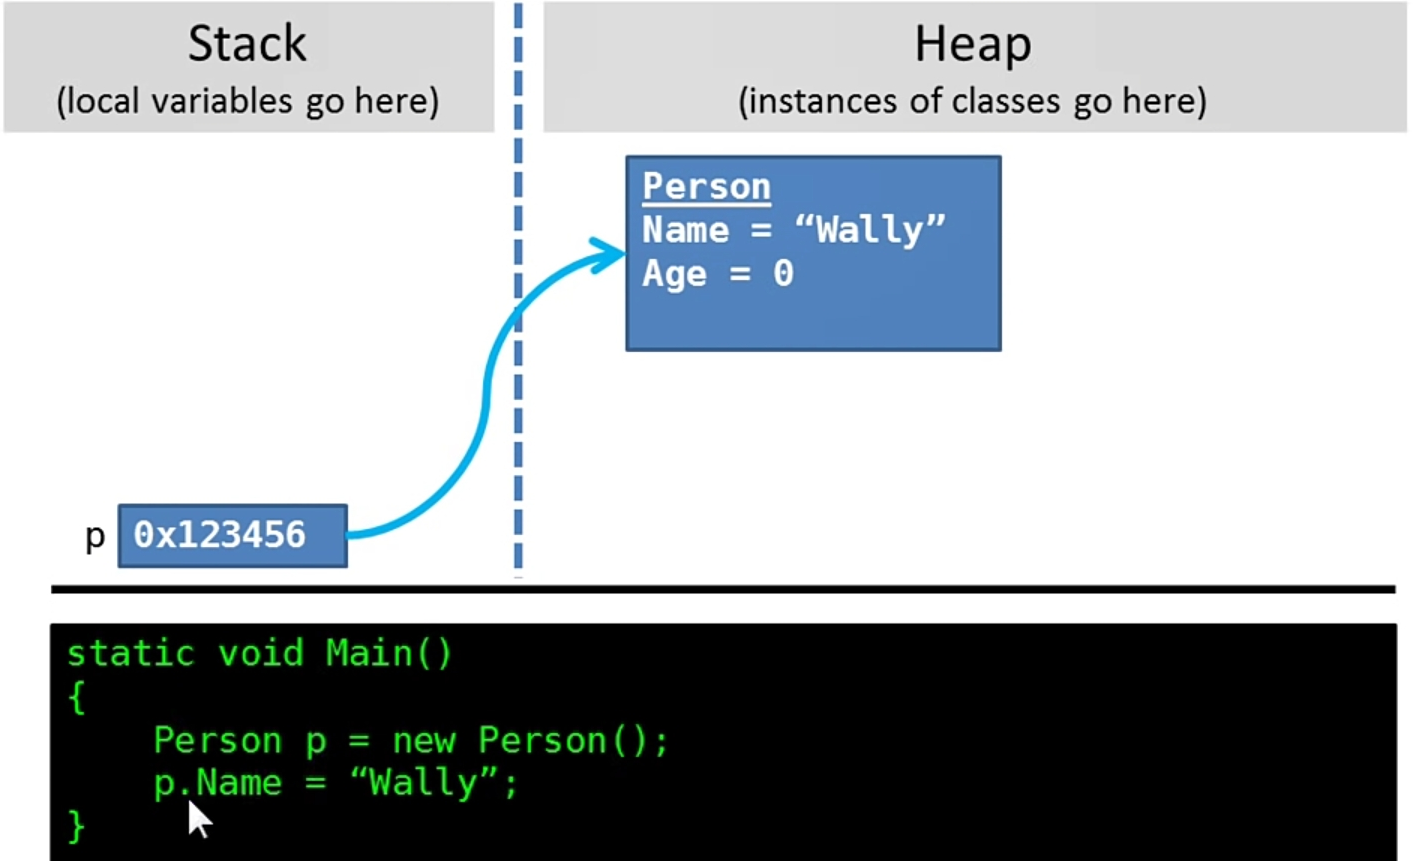 Stack
(local variables go here)
Heap
(instances of classes go here)
Person
Name = “Wally”
Age = 0
p 0x123456
static void Main()
{
    Person p = new Person();
    p.Name = “Wally”;
}